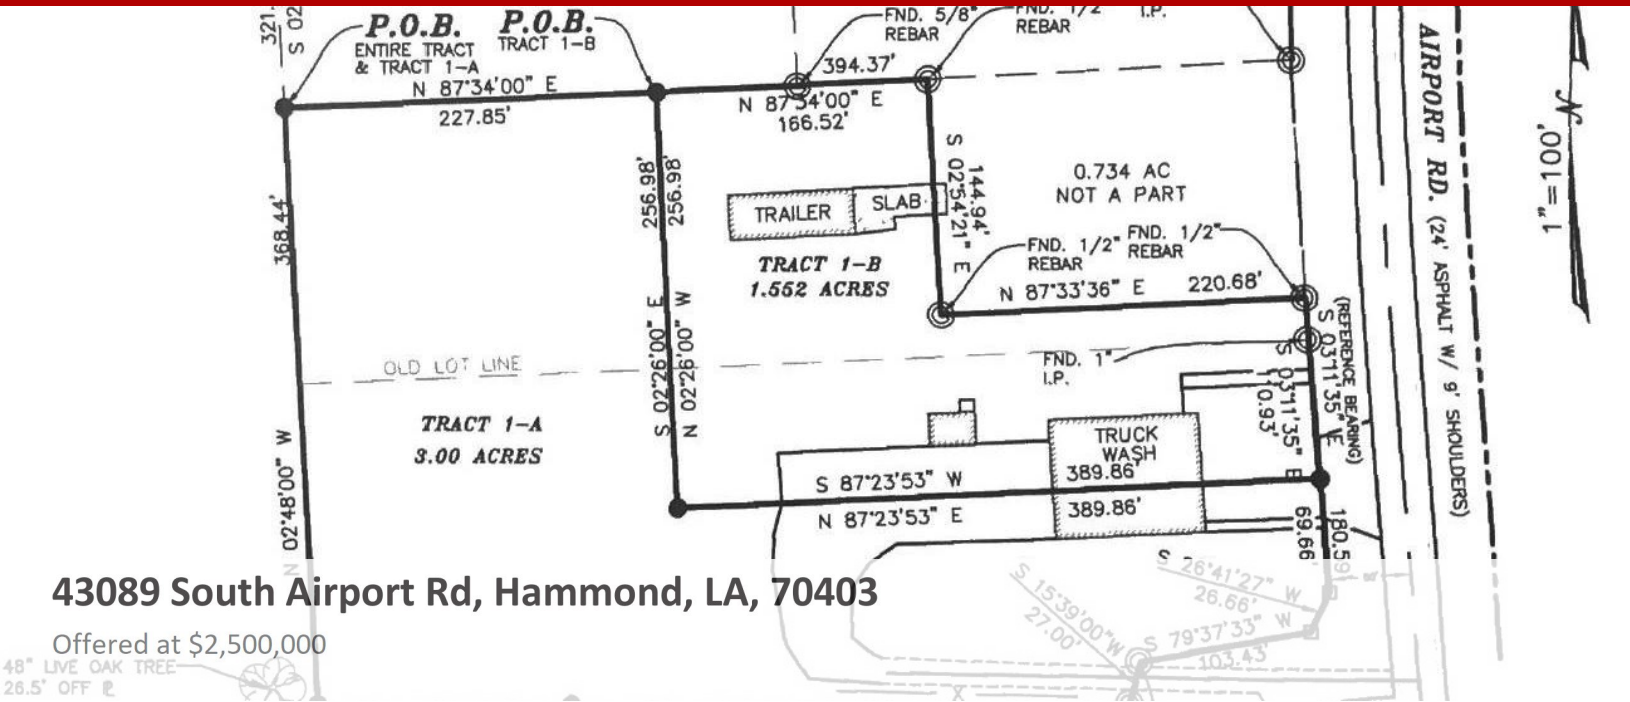 321.
S 02
P.O.B.
ENTIRE TRACT
& TRACT 1-A
P.O.B.
TRACT 1-B
FND. 5/8"
REBAR
FND. 1/2"
REBAR
I.P.
N 87°34'00" E
227.85'
394.37'
N 87°34'00" E
166.52'
S 02°54'21" E
144.94'
0.734 AC
NOT A PART
AIRPORT RD. (24' ASPHALT W/ 9' SHOULDERS)
N
1"=100'
368.44'
N 02°48'00" W
256.98'
256.98'
S 02°26'00" E
N 02°26'00" W
TRAILER
SLAB
TRACT 1-B
1.552 ACRES
FND. 1/2"
REBAR
FND. 1/2"
REBAR
N 87°33'36" E
220.68'
(REFERENCE BEARING)
S 03°11'35" E
S 03°11'35" E
FND. 1"
I.P.
OLD LOT LINE
TRACT 1-A
3.00 ACRES
TRUCK
WASH
S 87°23'53" W
389.86'
N 87°23'53" E
389.86'
69.66'
180.59
43089 South Airport Rd, Hammond, LA, 70403
Offered at $2,500,000
S 15°39'00" W
27.00'
S 26°41'27" W
26.66'
S 79°37'33" W
103.43'
48" LIVE OAK TREE
26.5' OFF
X